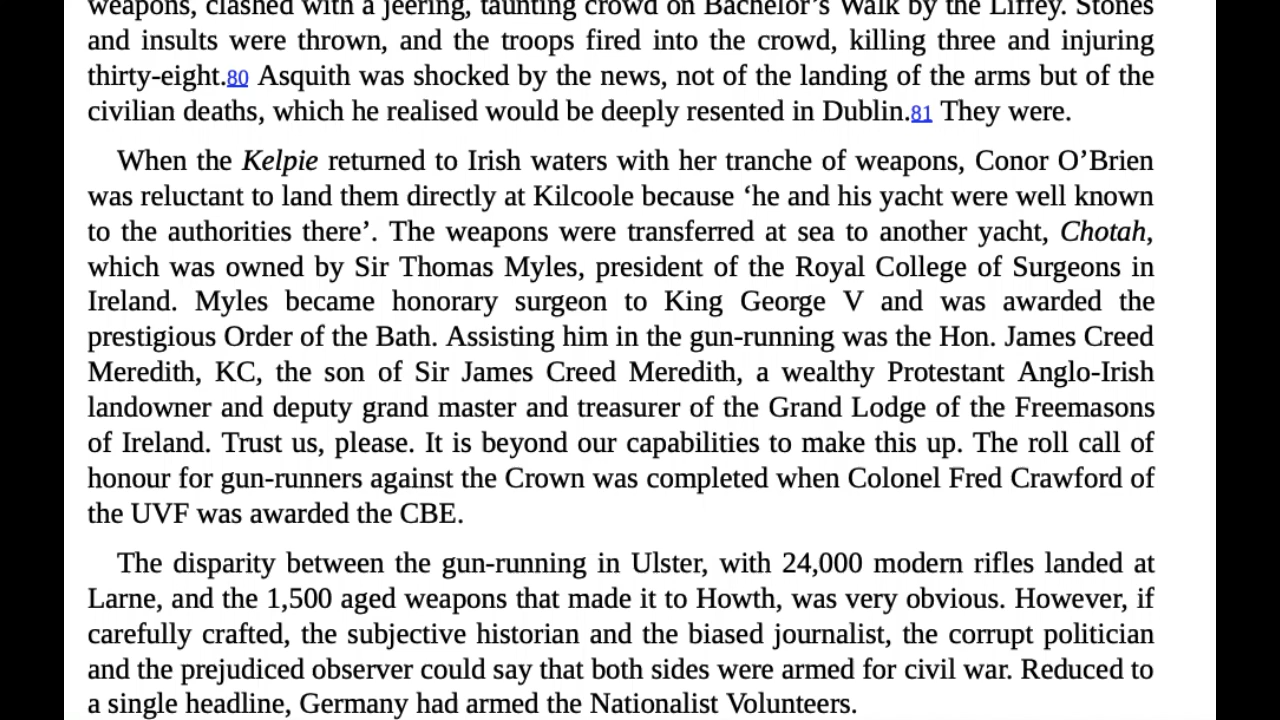 weapons, clashed with a jeering, taunting crowd on Bachelor’s Walk by the Liffey. Stones
and insults were thrown, and the troops fired into the crowd, killing three and injuring
thirty-eight.80 Asquith was shocked by the news, not of the landing of the arms but of the
civilian deaths, which he realised would be deeply resented in Dublin.81 They were.
When the Kelpie returned to Irish waters with her tranche of weapons, Conor O’Brien
was reluctant to land them directly at Kilcoole because ‘he and his yacht were well known
to the authorities there’. The weapons were transferred at sea to another yacht, Chotah,
which was owned by Sir Thomas Myles, president of the Royal College of Surgeons in
Ireland. Myles became honorary surgeon to King George V and was awarded the
prestigious Order of the Bath. Assisting him in the gun-running was the Hon. James Creed
Meredith, KC, the son of Sir James Creed Meredith, a wealthy Protestant Anglo-Irish
landowner and deputy grand master and treasurer of the Grand Lodge of the Freemasons
of Ireland. Trust us, please. It is beyond our capabilities to make this up. The roll call of
honour for gun-runners against the Crown was completed when Colonel Fred Crawford of
the UVF was awarded the CBE.
The disparity between the gun-running in Ulster, with 24,000 modern rifles landed at
Larne, and the 1,500 aged weapons that made it to Howth, was very obvious. However, if
carefully crafted, the subjective historian and the biased journalist, the corrupt politician
and the prejudiced observer could say that both sides were armed for civil war. Reduced to
a single headline, Germany had armed the Nationalist Volunteers.